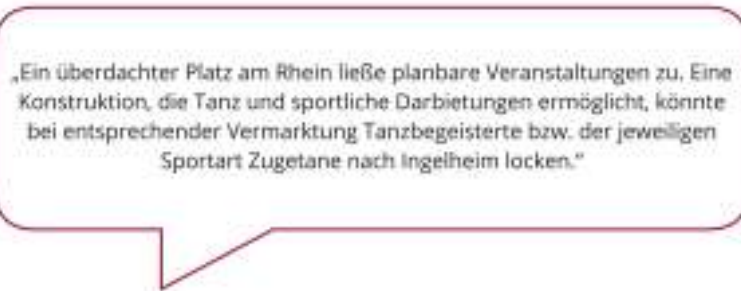 „Ein überdachter Platz am Rhein ließe planbare Veranstaltungen zu. Eine
Konstruktion, die Tanz und sportliche Darbietungen ermöglicht, könnte
bei entsprechender Vermarktung Tanzbegeisterte bzw. der jeweiligen
Sportart Zugetane nach Ingelheim locken.“